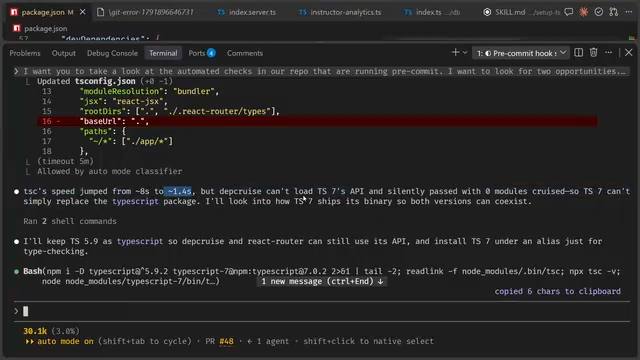 package.json M
\git-error-1791896646731
TS index.server.ts
TS instructor-analytics.ts
TS index.ts ../db
SKILL.md ../setup-ts
package.json
57 "devDependencies": {
Problems Output Debug Console Terminal Ports 4
1: Pre-commit hook s
> I want you to take a look at the automated checks in our repo that are running pre-commit. I want to look for two opportunities...
Updated tsconfig.json (+0 -1)
13 "moduleResolution": "bundler",
14 "jsx": "react-jsx",
15 "rootDirs": [".", "./.react-router/types"],
16 - "baseUrl": ".",
16 "paths": {
17 "~/*": ["./app/*"]
18 },
(timeout 5m)
Allowed by auto mode classifier
● tsc's speed jumped from ~8s to ~1.4s, but depcruise can't load TS 7's API and silently passed with 0 modules cruised—so TS 7 can't
simply replace the typescript package. I'll look into how TS 7 ships its binary so both versions can coexist.
Ran 2 shell commands
● I'll keep TS 5.9 as typescript so depcruise and react-router can still use its API, and install TS 7 under an alias just for
type-checking.
● Bash(npm i -D typescript@^5.9.2 typescript-7@npm:typescript@7.0.2 2>&1 | tail -2; readlink -f node_modules/.bin/tsc; npx tsc -v;
node node_modules/typescript-7/bin/t…)
1 new message (ctrl+End) ↓
copied 6 chars to clipboard
>
30.1k (3.0%)
▸▸ auto mode on (shift+tab to cycle) · PR #48 · ← 1 agent · shift+click to native select